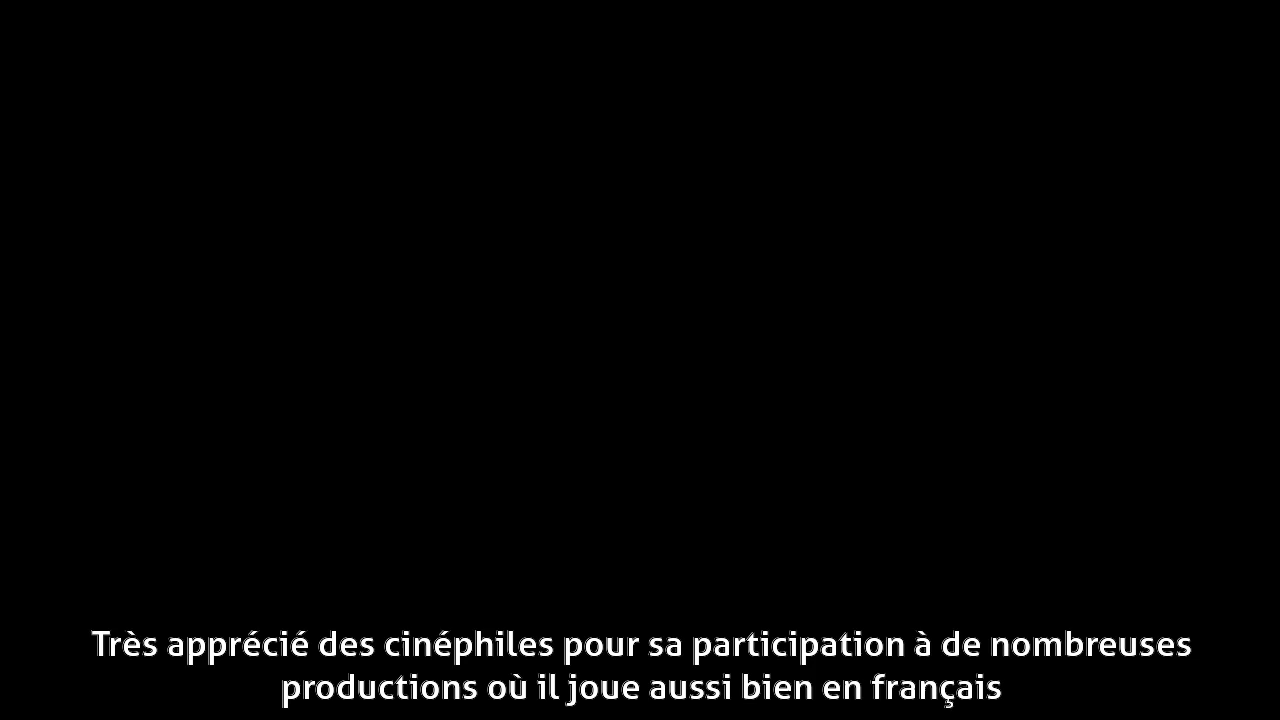 Très apprécié des cinéphiles pour sa participation à de nombreuses
productions où il joue aussi bien en français